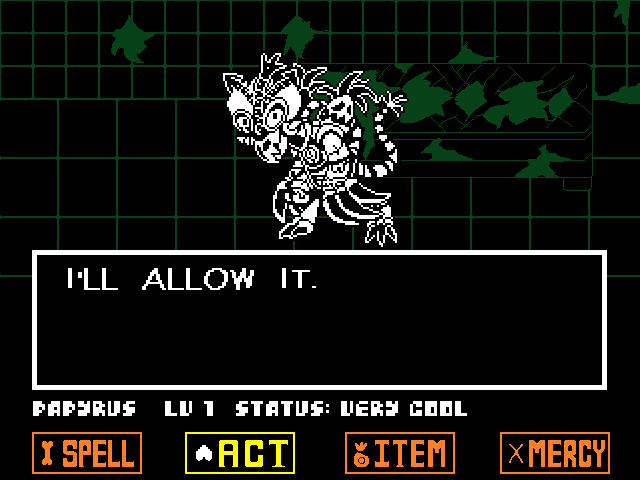 I'LL ALLOW IT.
PAPYRUS LV 1 STATUS: VERY COOL
SPELL ACT ITEM MERCY